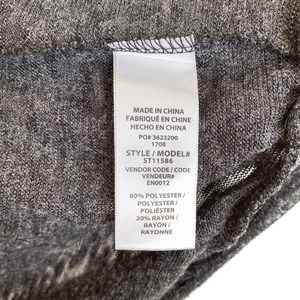 MADE IN CHINA
FABRIQUÉ EN CHINE
HECHO EN CHINA
PO# 3623200
1708
STYLE / MODEL#
ST11586
VENDOR CODE / CODE
VENDEUR#
EN0012
80% POLYESTER /
POLYESTER /
POLIÉSTER
20% RAYON /
RAYON /
RAYONNE